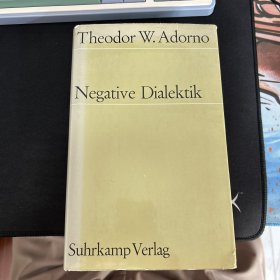 Theodor W. Adorno
Negative Dialektik
Suhrkamp Verlag